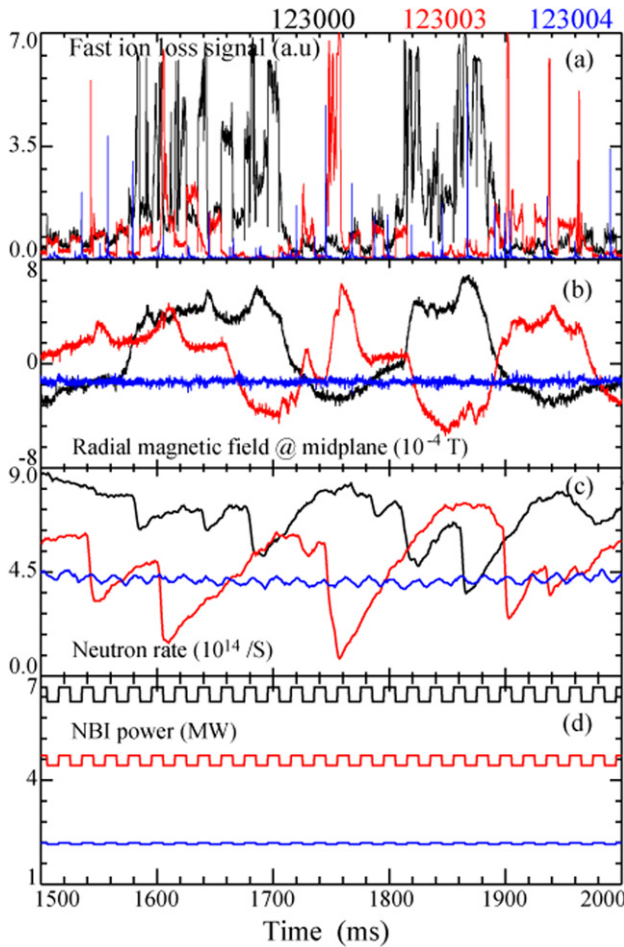 123000 123003 123004
7.0 Fast ion loss signal (a.u) (a)
3.5
0.0
8 (b)
0
-8 Radial magnetic field @ midplane (10⁻⁴ T)
9.0 (c)
4.5
0.0 Neutron rate (10¹⁴ /S)
7 (d)
NBI power (MW)
4
1
1500 1600 1700 1800 1900 2000
Time (ms)